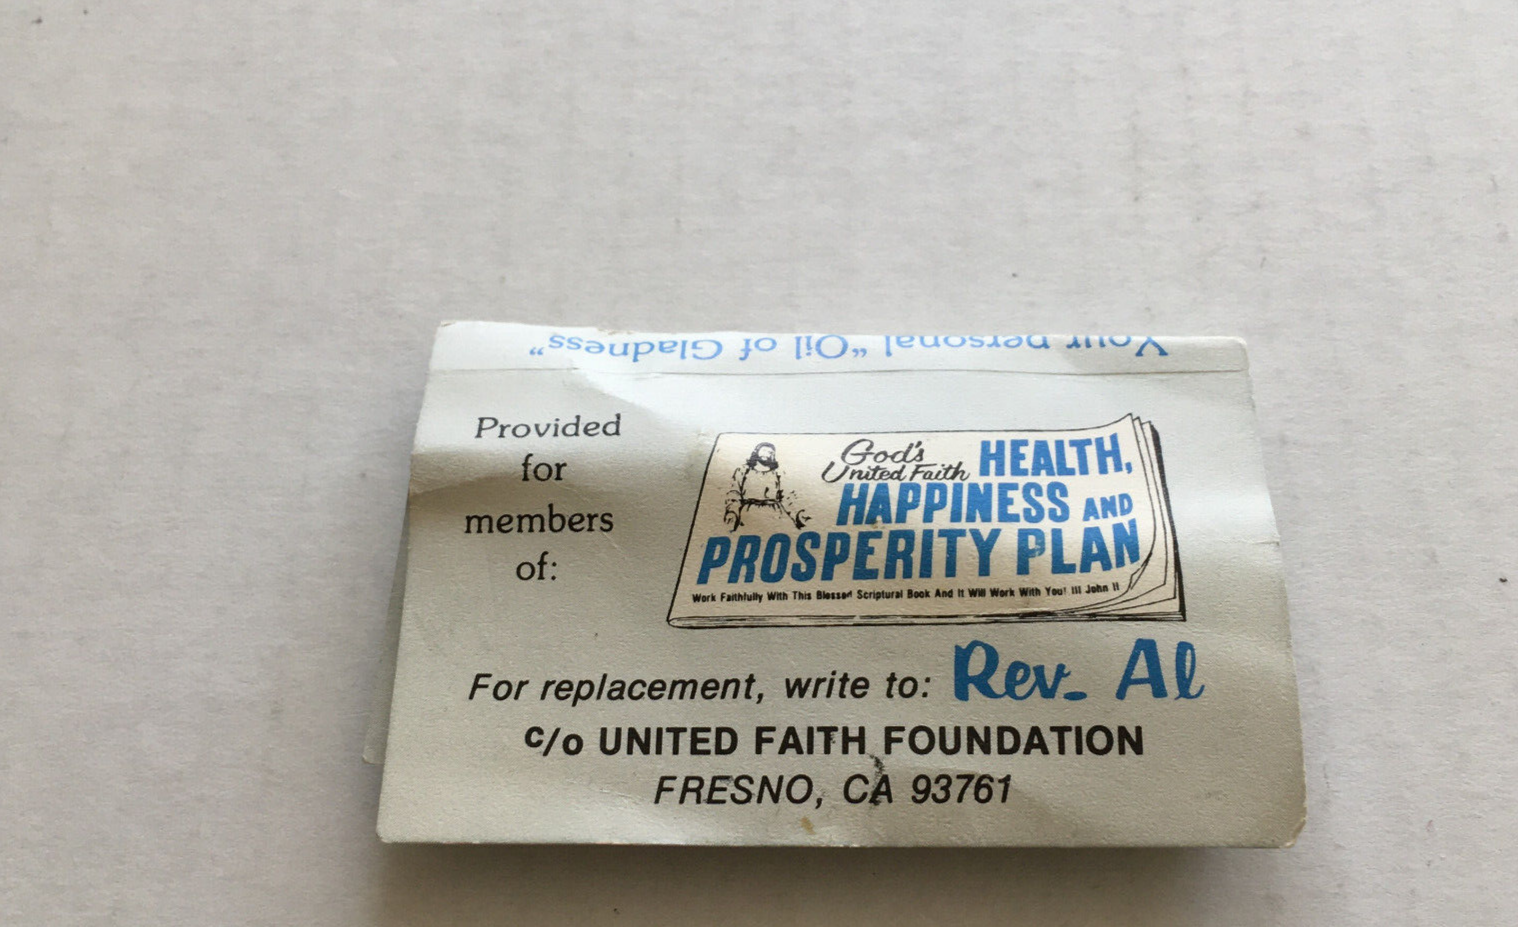 Your personal "Oil of Gladness"
Provided
for
members
of:
God's
United Faith HEALTH,
HAPPINESS AND
PROSPERITY PLAN
Work Faithfully With This Blessed Scriptural Book And It Will Work With You! III John II
For replacement, write to: Rev. Al
c/o UNITED FAITH FOUNDATION
FRESNO, CA 93761